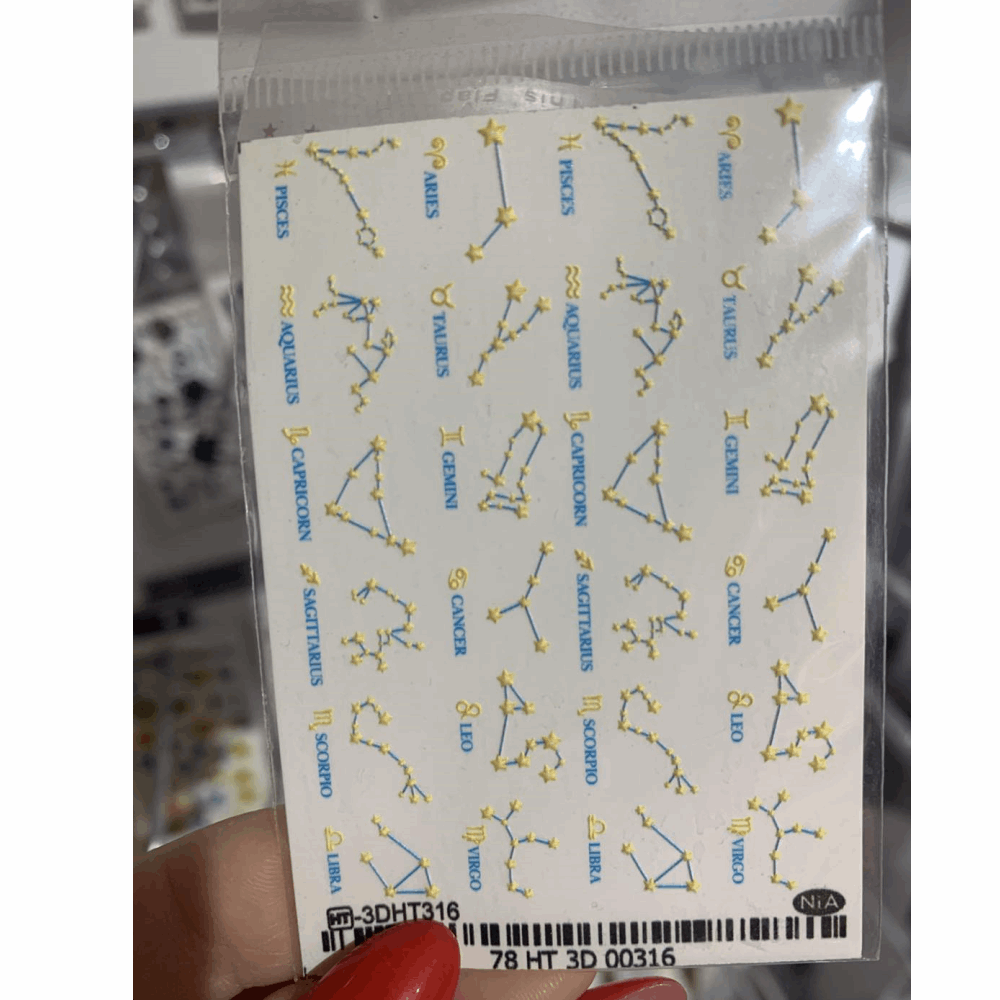 PISCES
ARIES
PISCES
ARIES
AQUARIUS
TAURUS
AQUARIUS
TAURUS
CAPRICORN
GEMINI
CAPRICORN
GEMINI
SAGITTARIUS
CANCER
SAGITTARIUS
CANCER
SCORPIO
LEO
SCORPIO
LEO
LIBRA
VIRGO
LIBRA
VIRGO
NiA
HT-3DHT316
78 HT 3D 00316